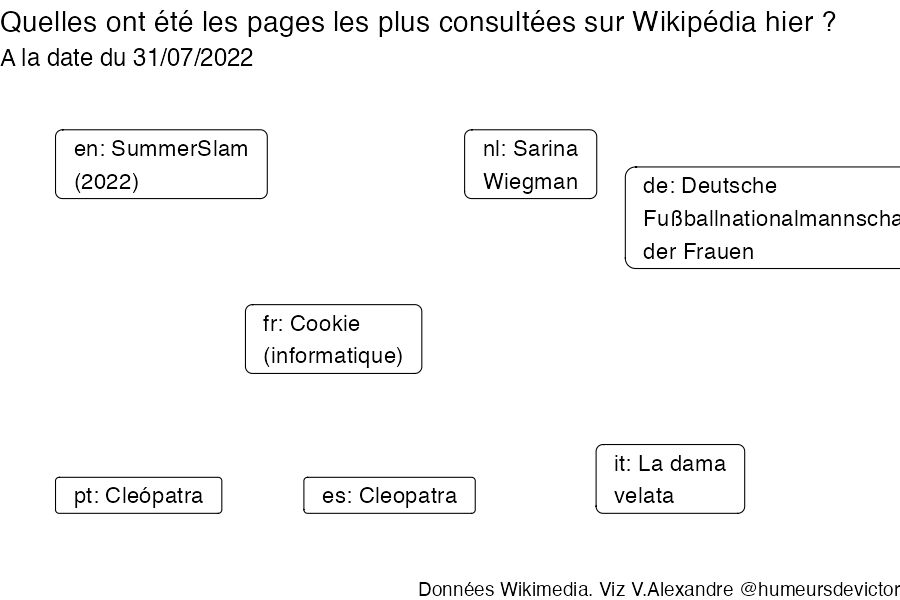 Quelles ont été les pages les plus consultées sur Wikipédia hier ?
A la date du 31/07/2022
en: SummerSlam
(2022)
nl: Sarina
Wiegman
de: Deutsche
Fußballnationalmannscha
der Frauen
fr: Cookie
(informatique)
pt: Cleópatra
es: Cleopatra
it: La dama
velata
Données Wikimedia. Viz V.Alexandre @humeursdevictor